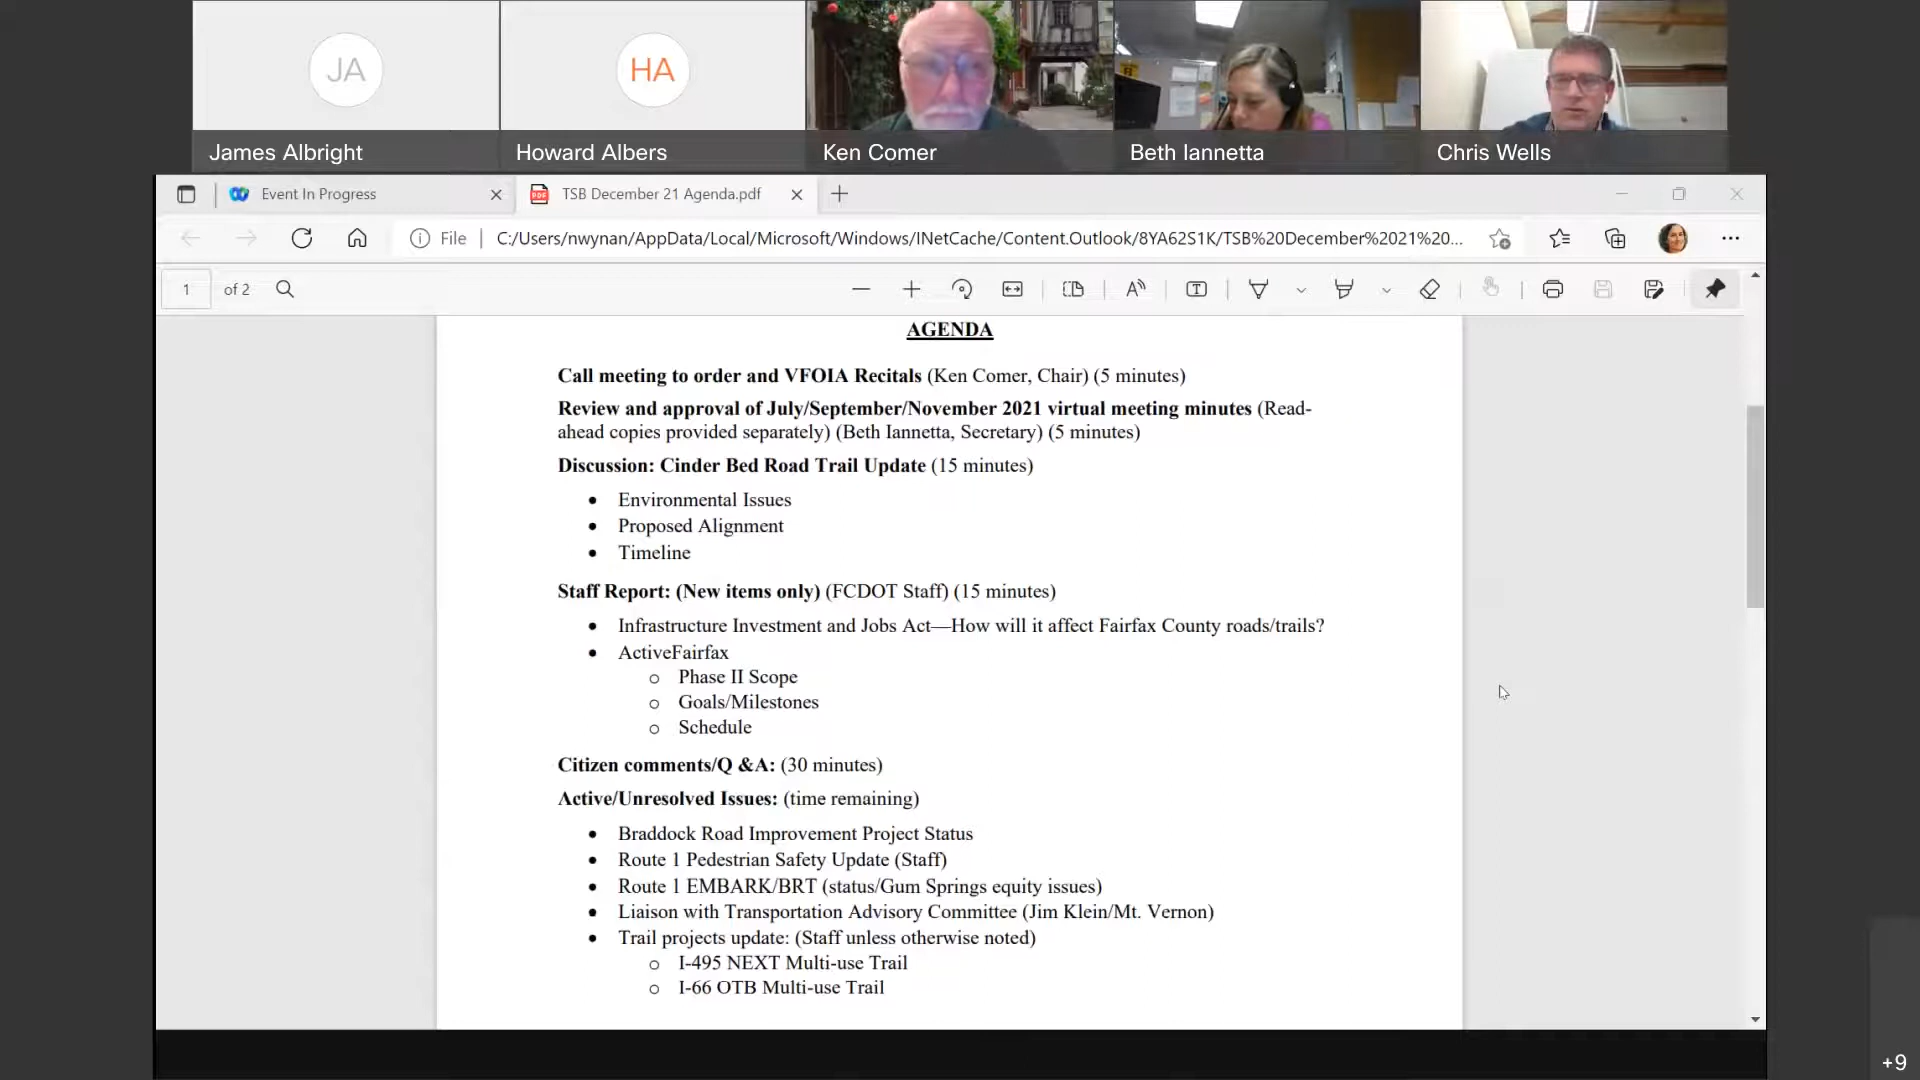 JA
HA
James Albright
Howard Albers
Ken Comer
Beth Iannetta
Chris Wells
Event In Progress
TSB December 21 Agenda.pdf
File
C:/Users/nwynan/AppData/Local/Microsoft/Windows/INetCache/Content.Outlook/8YA62S1K/TSB%20December%2021%20...
1
of 2
AGENDA
Call meeting to order and VFOIA Recitals (Ken Comer, Chair) (5 minutes)
Review and approval of July/September/November 2021 virtual meeting minutes (Read-
ahead copies provided separately) (Beth Iannetta, Secretary) (5 minutes)
Discussion: Cinder Bed Road Trail Update (15 minutes)
• Environmental Issues
• Proposed Alignment
• Timeline
Staff Report: (New items only) (FCDOT Staff) (15 minutes)
• Infrastructure Investment and Jobs Act—How will it affect Fairfax County roads/trails?
• ActiveFairfax
o Phase II Scope
o Goals/Milestones
o Schedule
Citizen comments/Q &A: (30 minutes)
Active/Unresolved Issues: (time remaining)
• Braddock Road Improvement Project Status
• Route 1 Pedestrian Safety Update (Staff)
• Route 1 EMBARK/BRT (status/Gum Springs equity issues)
• Liaison with Transportation Advisory Committee (Jim Klein/Mt. Vernon)
• Trail projects update: (Staff unless otherwise noted)
o I-495 NEXT Multi-use Trail
o I-66 OTB Multi-use Trail
+9